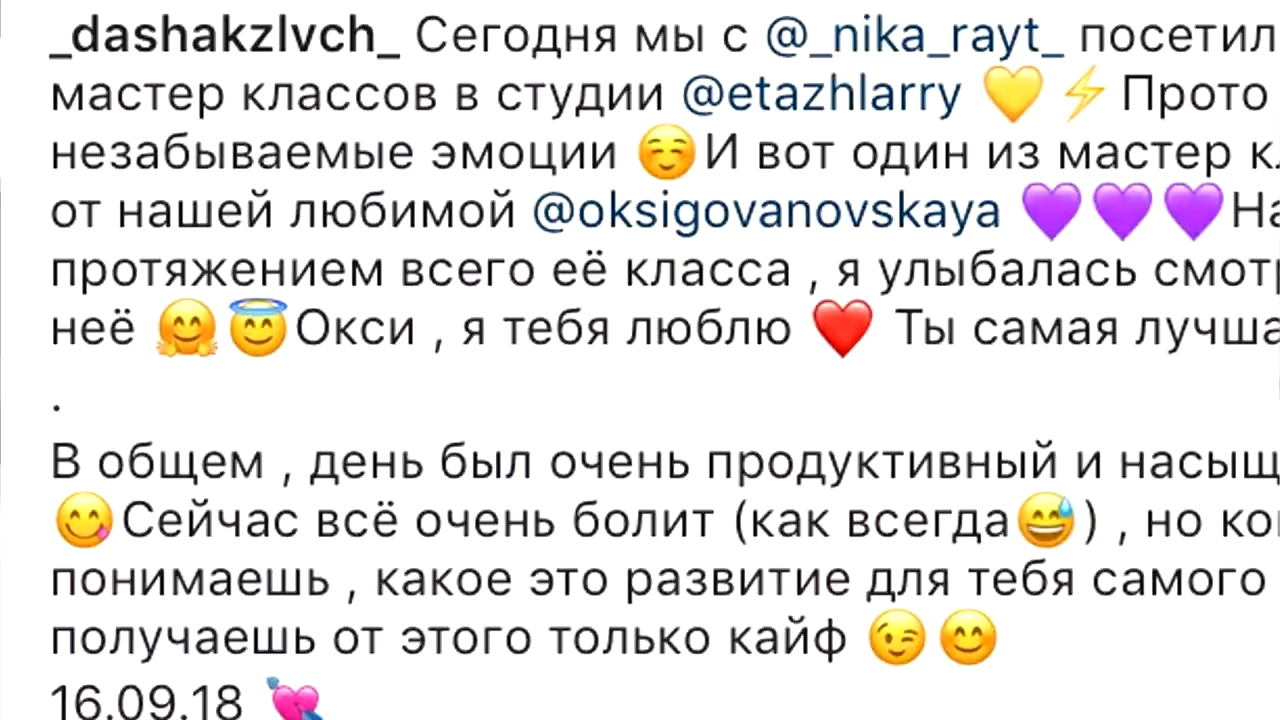 _dashakzlvch_ Сегодня мы с @_nika_rayt_ посетил
мастер классов в студии @etazhlarry 💛⚡Прото
незабываемые эмоции ☺️И вот один из мастер кл
от нашей любимой @oksigovanovskaya 💜💜💜На
протяжением всего её класса , я улыбалась смотр
неё 🤗😇Окси , я тебя люблю ❤️ Ты самая лучша
.
В общем , день был очень продуктивный и насыщ
😋Сейчас всё очень болит (как всегда😅) , но ко
понимаешь , какое это развитие для тебя самого
получаешь от этого только кайф 😉😊
16.09.18 💘